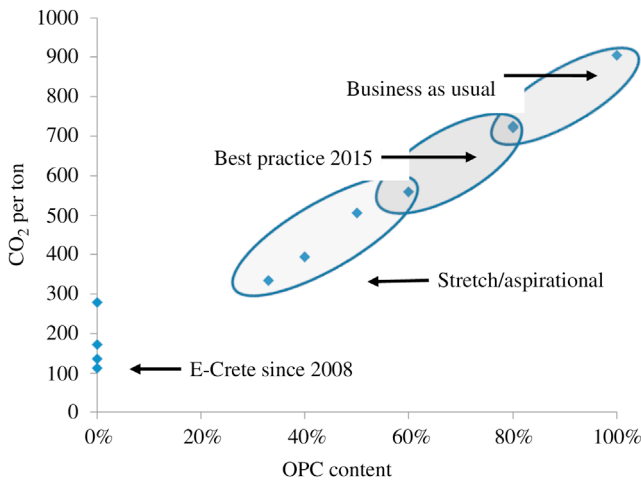 1000
900
800
700
600
500
400
300
200
100
0
CO₂ per ton
Business as usual
Best practice 2015
Stretch/aspirational
E-Crete since 2008
0%
20%
40%
60%
80%
100%
OPC content